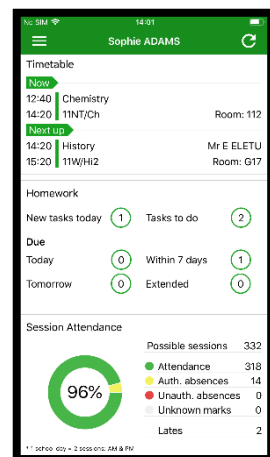 No SIM 14:01
Sophie ADAMS
Timetable
Now
12:40 Chemistry
14:20 11NT/Ch Room: 112
Next up
14:20 History Mr E ELETU
15:20 11W/Hi2 Room: G17
Homework
New tasks today 1 Tasks to do 2
Due
Today 0 Within 7 days 1
Tomorrow 0 Extended 0
Session Attendance
Possible sessions 332
Attendance 318
Auth. absences 14
Unauth. absences 0
Unknown marks 0
Lates 2
96%
* 1 school day = 2 sessions: AM & PM